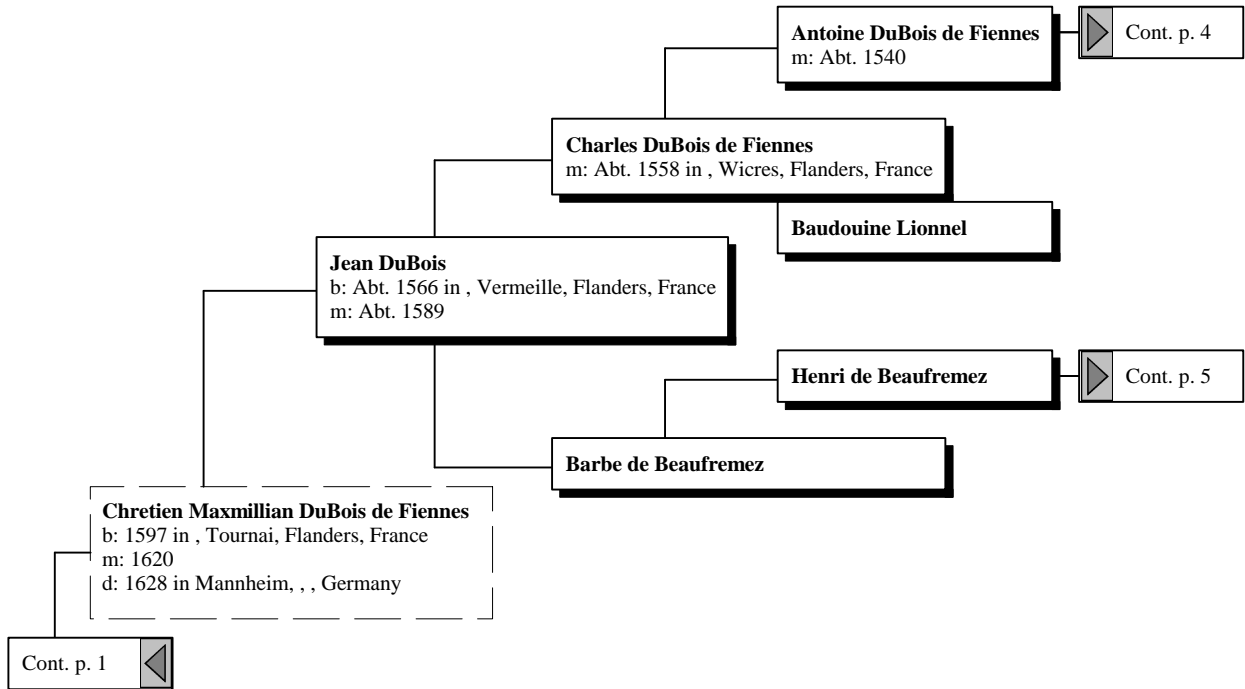 Antoine DuBois de Fiennes
m: Abt. 1540
Cont. p. 4
Charles DuBois de Fiennes
m: Abt. 1558 in , Wicres, Flanders, France
Baudouine Lionnel
Jean DuBois
b: Abt. 1566 in , Vermeille, Flanders, France
m: Abt. 1589
Henri de Beaufremez
Cont. p. 5
Barbe de Beaufremez
Chretien Maxmillian DuBois de Fiennes
b: 1597 in , Tournai, Flanders, France
m: 1620
d: 1628 in Mannheim, , , Germany
Cont. p. 1